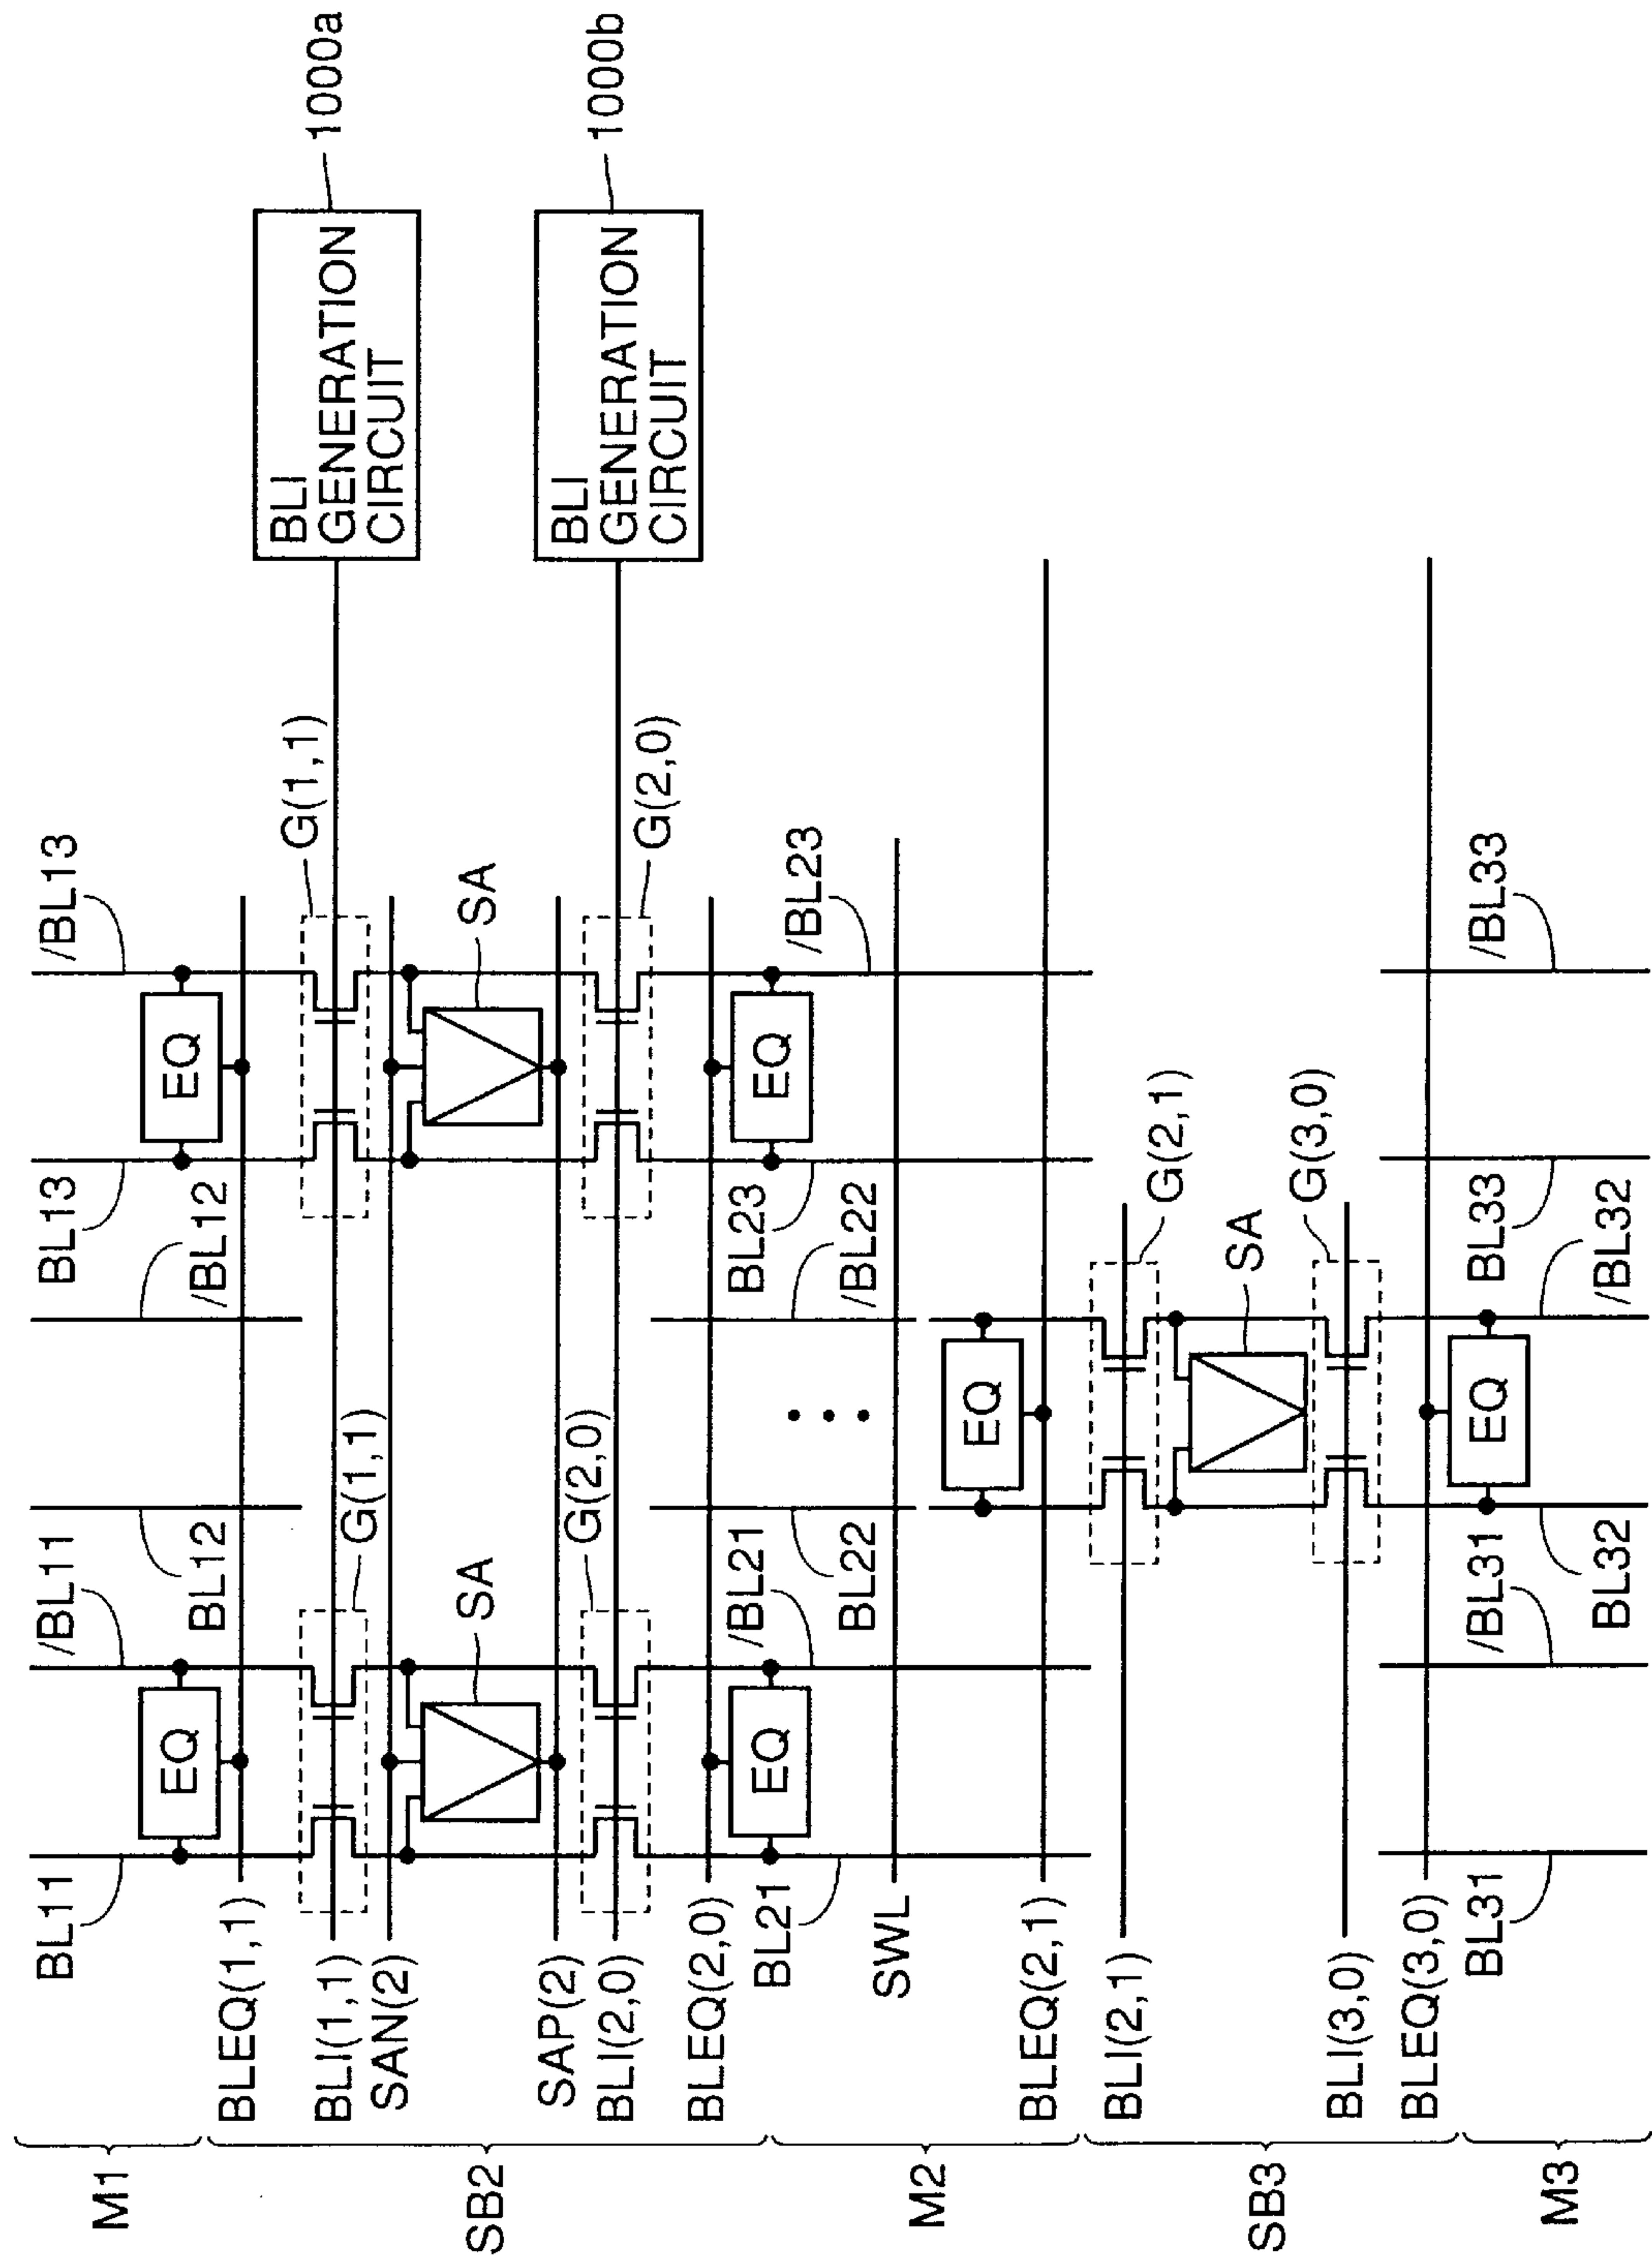 M1
SB2
M2
SB3
M3
BL11
/BL11
BL12
/BL12
BL13
/BL13
EQ
EQ
BLEQ(1,1)
G(1,1)
G(1,1)
BLI(1,1)
BLI
GENERATION
CIRCUIT
1000a
SAN(2)
SA
SA
SAP(2)
G(2,0)
G(2,0)
BLI(2,0)
BLI
GENERATION
CIRCUIT
1000b
BLEQ(2,0)
EQ
EQ
BL21
/BL21
BL22
/BL22
BL23
/BL23
SWL
EQ
BLEQ(2,1)
BLI(2,1)
G(2,1)
SA
BLI(3,0)
G(3,0)
BLEQ(3,0)
EQ
BL31
/BL31
BL32
/BL32
BL33
/BL33